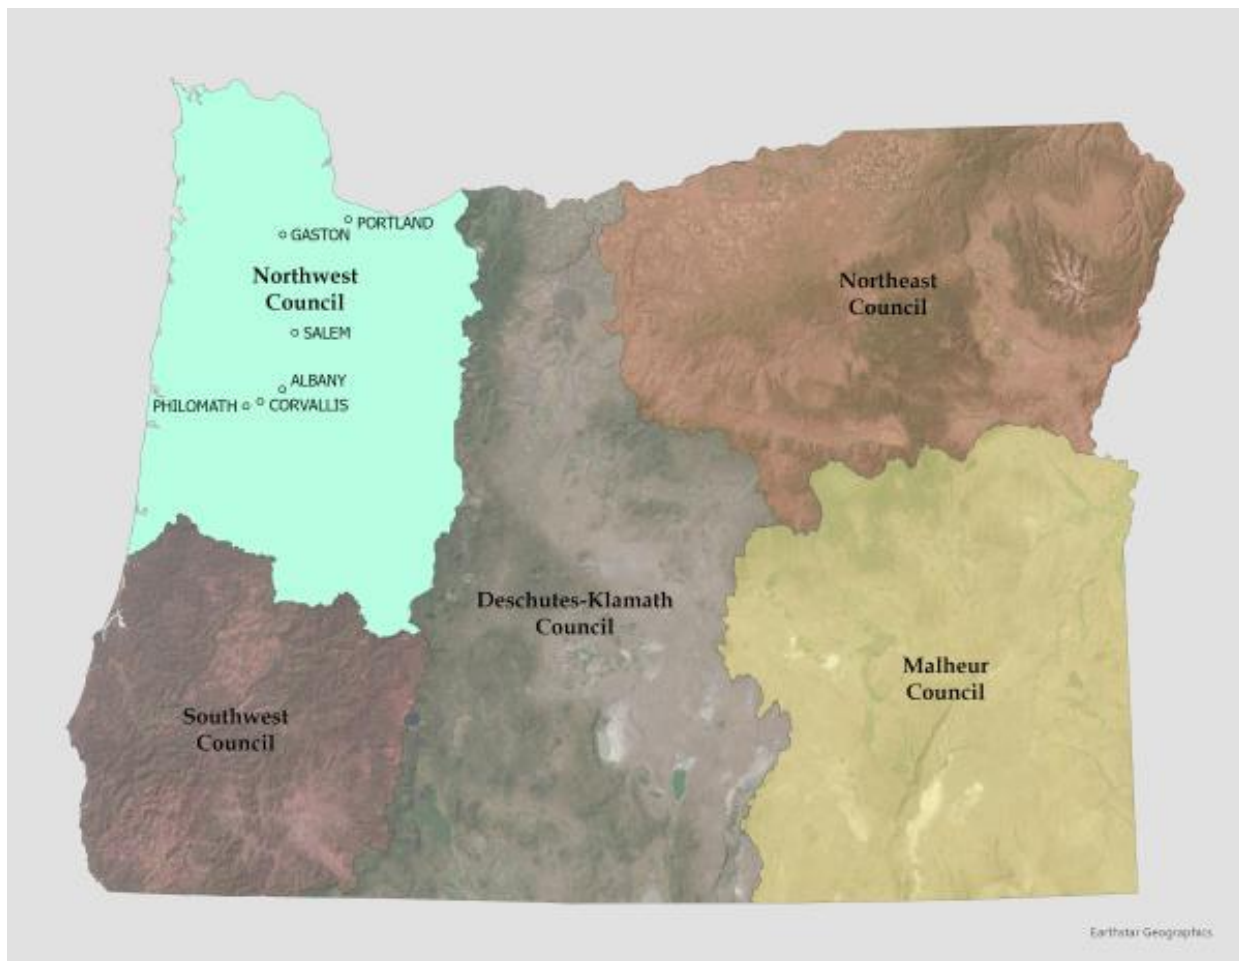 PORTLAND
GASTON
Northwest
Council
SALEM
ALBANY
PHILOMATH
CORVALLIS
Northeast
Council
Deschutes-Klamath
Council
Malheur
Council
Southwest
Council
Earthstar Geographics